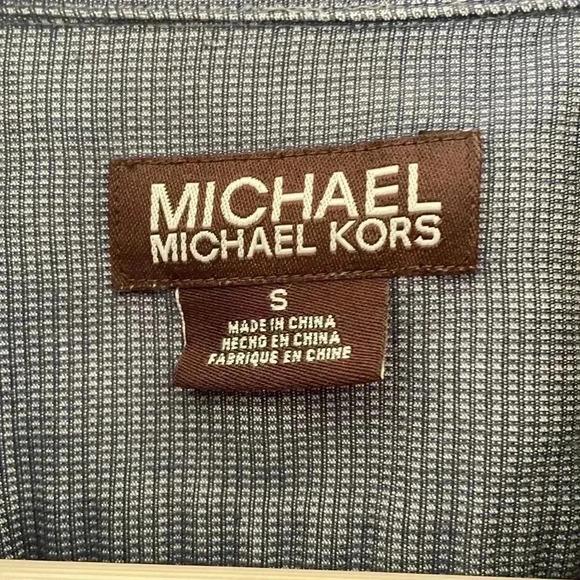 MICHAEL
MICHAEL KORS
S
MADE IN CHINA
HECHO EN CHINA
FABRIQUE EN CHINE